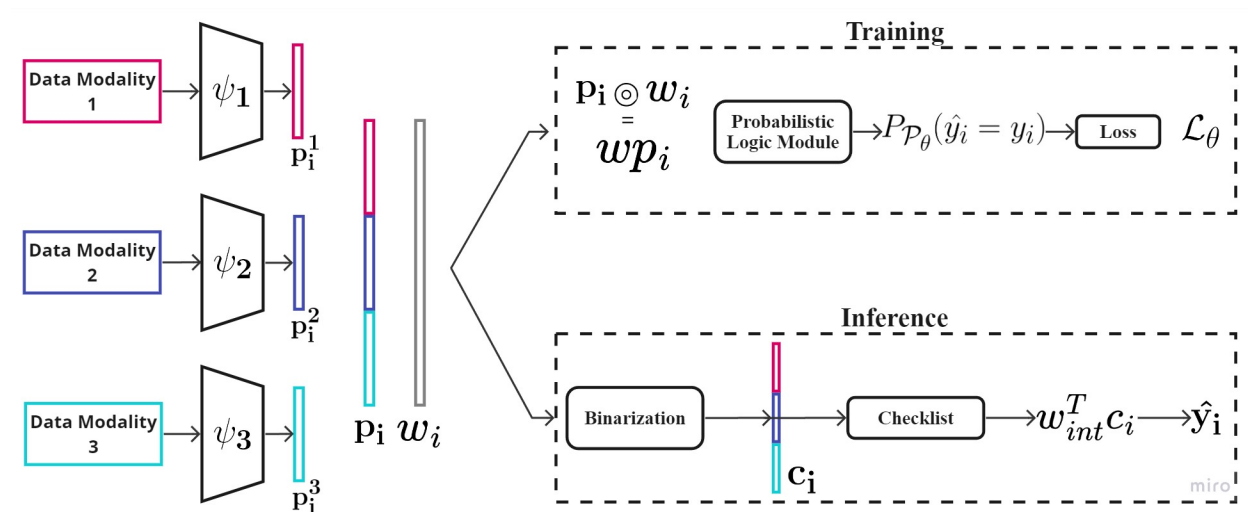 Data Modality
1
ψ₁
p_i^1
Data Modality
2
ψ₂
p_i^2
Data Modality
3
ψ₃
p_i^3
p_i w_i
Training
p_i ⊚ w_i
=
wp_i
Probabilistic
Logic Module
P_{𝒫_θ}(ŷ_i = y_i)
Loss
ℒ_θ
Inference
Binarization
c_i
Checklist
w_{int}^T c_i
ŷ_i
miro